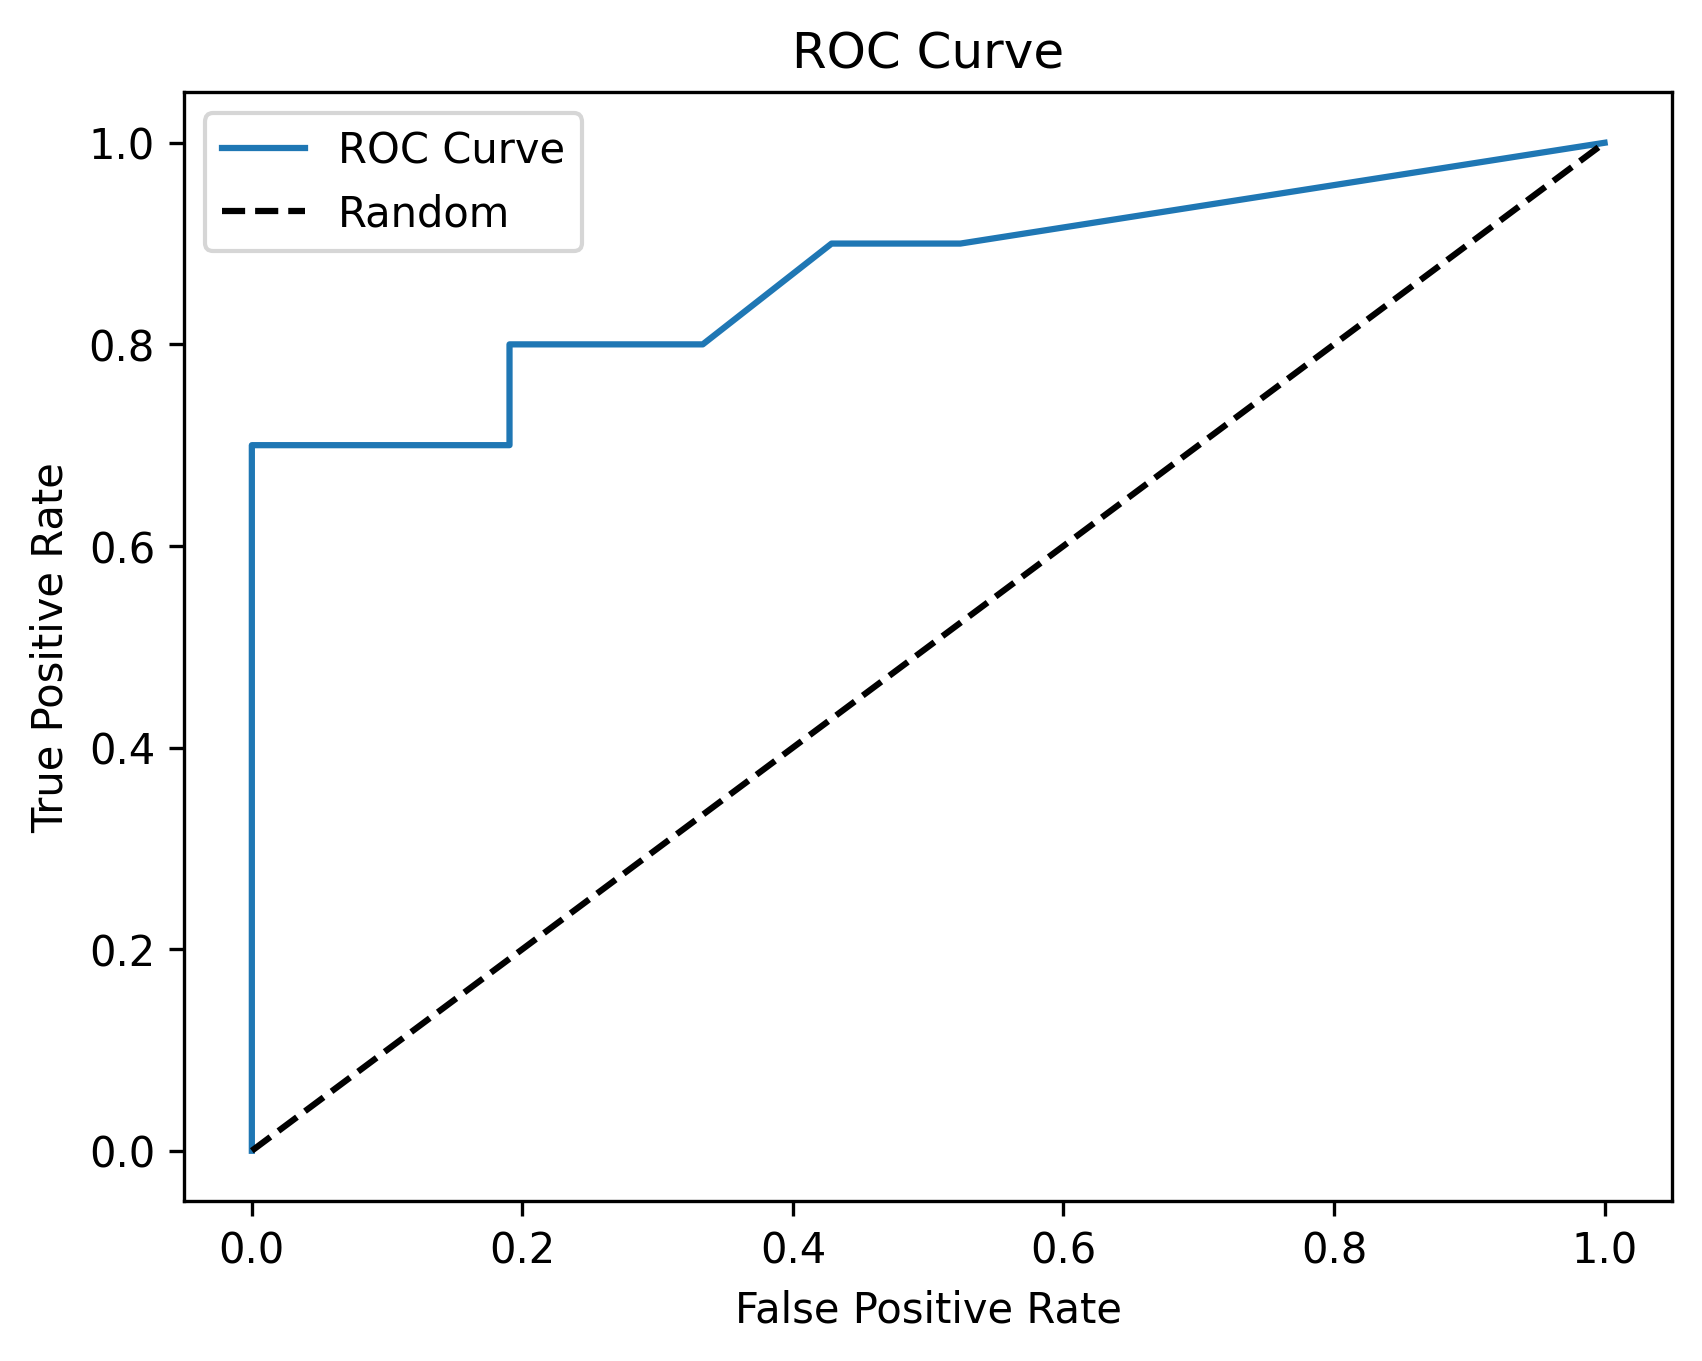 ROC Curve
ROC Curve
Random
1.0
0.8
0.6
0.4
0.2
0.0
True Positive Rate
0.0 0.2 0.4 0.6 0.8 1.0
False Positive Rate